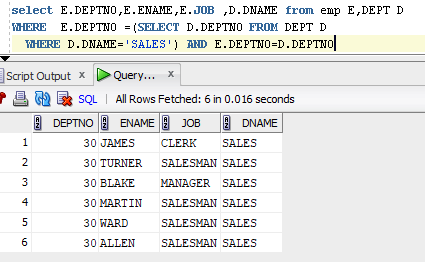 select E.DEPTNO,E.ENAME,E.JOB ,D.DNAME from emp E,DEPT D
WHERE E.DEPTNO =(SELECT D.DEPTNO FROM DEPT D
WHERE D.DNAME='SALES') AND E.DEPTNO=D.DEPTNO
Script Output × Query... ×
SQL | All Rows Fetched: 6 in 0.016 seconds
DEPTNO ENAME JOB DNAME
1 30 JAMES CLERK SALES
2 30 TURNER SALESMAN SALES
3 30 BLAKE MANAGER SALES
4 30 MARTIN SALESMAN SALES
5 30 WARD SALESMAN SALES
6 30 ALLEN SALESMAN SALES